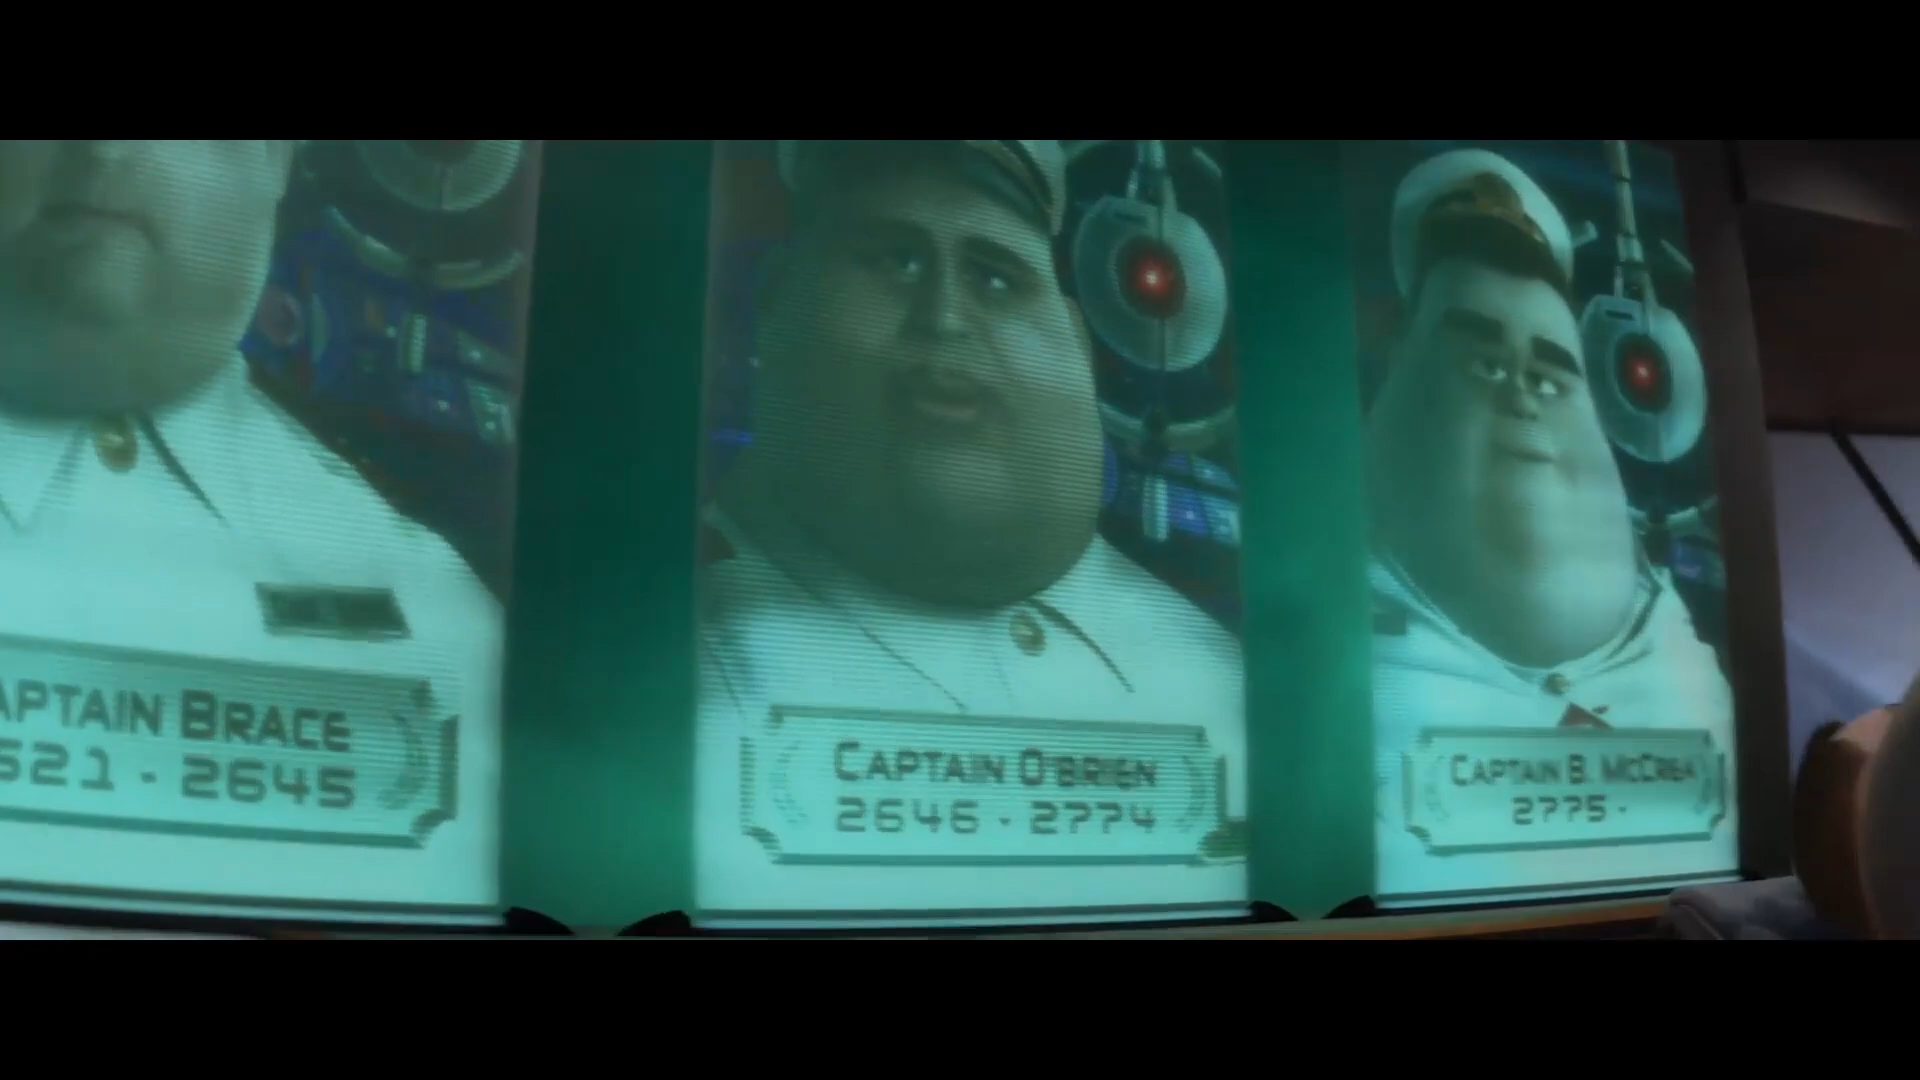 APTAIN BRACE
521 - 2645
CAPTAIN O'BRIEN
2646 - 2774
CAPTAIN B. MCCREA
2775 -